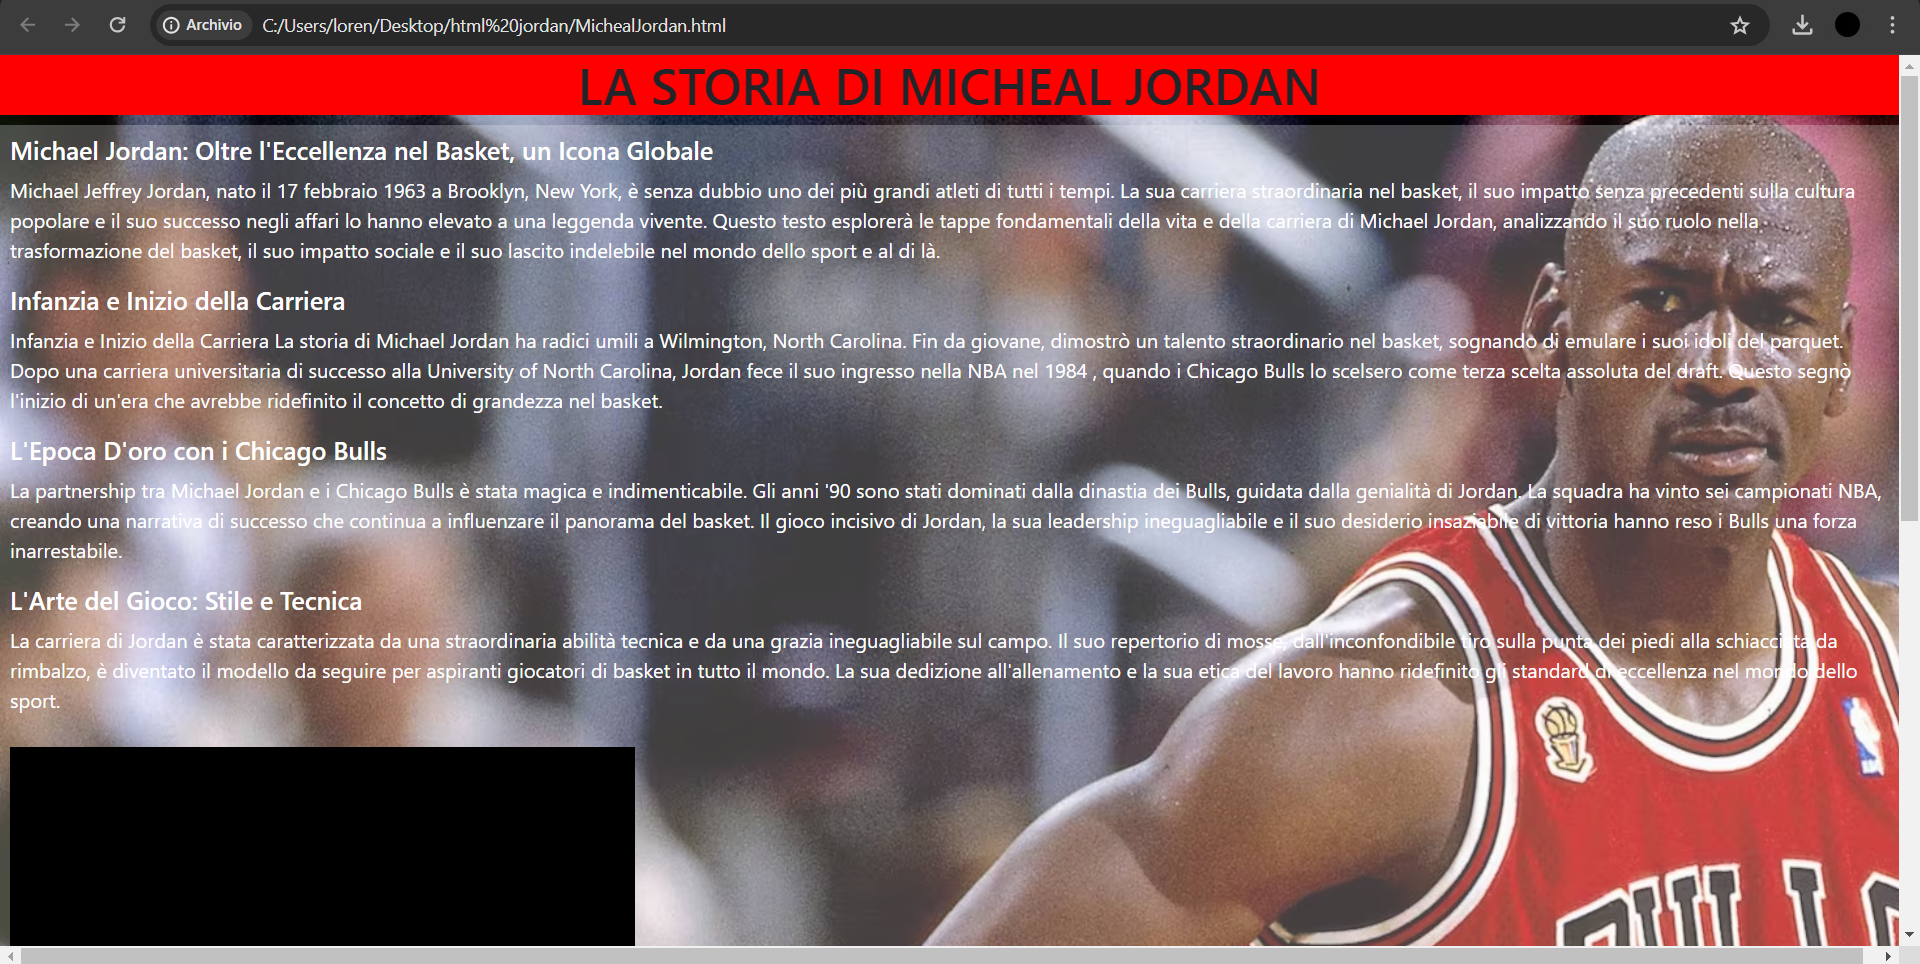 Archivio C:/Users/loren/Desktop/html%20jordan/MichealJordan.html
LA STORIA DI MICHEAL JORDAN
Michael Jordan: Oltre l'Eccellenza nel Basket, un Icona Globale
Michael Jeffrey Jordan, nato il 17 febbraio 1963 a Brooklyn, New York, è senza dubbio uno dei più grandi atleti di tutti i tempi. La sua carriera straordinaria nel basket, il suo impatto senza precedenti sulla cultura
popolare e il suo successo negli affari lo hanno elevato a una leggenda vivente. Questo testo esplorerà le tappe fondamentali della vita e della carriera di Michael Jordan, analizzando il suo ruolo nella
trasformazione del basket, il suo impatto sociale e il suo lascito indelebile nel mondo dello sport e al di là.
Infanzia e Inizio della Carriera
Infanzia e Inizio della Carriera La storia di Michael Jordan ha radici umili a Wilmington, North Carolina. Fin da giovane, dimostrò un talento straordinario nel basket, sognando di emulare i suoi idoli del parquet.
Dopo una carriera universitaria di successo alla University of North Carolina, Jordan fece il suo ingresso nella NBA nel 1984 , quando i Chicago Bulls lo scelsero come terza scelta assoluta del draft. Questo segnò
l'inizio di un'era che avrebbe ridefinito il concetto di grandezza nel basket.
L'Epoca D'oro con i Chicago Bulls
La partnership tra Michael Jordan e i Chicago Bulls è stata magica e indimenticabile. Gli anni '90 sono stati dominati dalla dinastia dei Bulls, guidata dalla genialità di Jordan. La squadra ha vinto sei campionati NBA,
creando una narrativa di successo che continua a influenzare il panorama del basket. Il gioco incisivo di Jordan, la sua leadership ineguagliabile e il suo desiderio insaziabile di vittoria hanno reso i Bulls una forza
inarrestabile.
L'Arte del Gioco: Stile e Tecnica
La carriera di Jordan è stata caratterizzata da una straordinaria abilità tecnica e da una grazia ineguagliabile sul campo. Il suo repertorio di mosse, dall'inconfondibile tiro sulla punta dei piedi alla schiacciata da
rimbalzo, è diventato il modello da seguire per aspiranti giocatori di basket in tutto il mondo. La sua dedizione all'allenamento e la sua etica del lavoro hanno ridefinito gli standard di eccellenza nel mondo dello
sport.